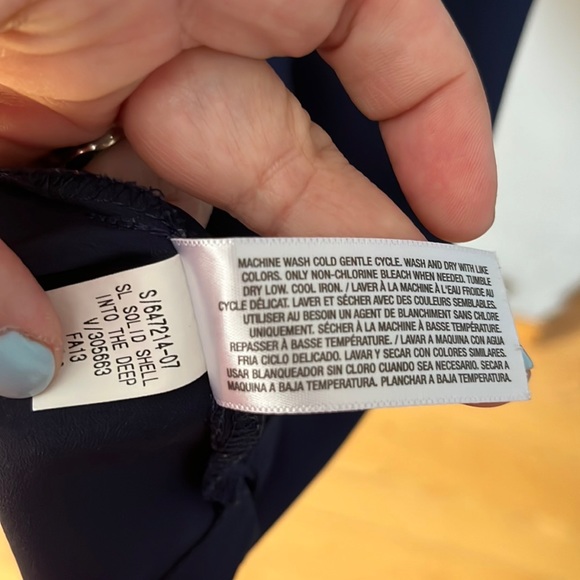 S/647214-07
SL SOLID SHELL
INTO THE DEEP
V/305663
FA13
MACHINE WASH COLD GENTLE CYCLE. WASH AND DRY WITH LIKE
COLORS. ONLY NON-CHLORINE BLEACH WHEN NEEDED. TUMBLE
DRY LOW. COOL IRON. / LAVER À LA MACHINE À L'EAU FROIDE AU
CYCLE DÉLICAT. LAVER ET SÉCHER AVEC DES COULEURS SEMBLABLES.
UTILISER AU BESOIN UN AGENT DE BLANCHIMENT SANS CHLORE
UNIQUEMENT. SÉCHER À LA MACHINE À BASSE TEMPÉRATURE.
REPASSER À BASSE TEMPÉRATURE. / LAVAR A MAQUINA CON AGUA
FRIA CICLO DELICADO. LAVAR Y SECAR CON COLORES SIMILARES.
USAR BLANQUEADOR SIN CLORO CUANDO SEA NECESARIO. SECAR A
MAQUINA A BAJA TEMPERATURA. PLANCHAR A BAJA TEMPERATURA.